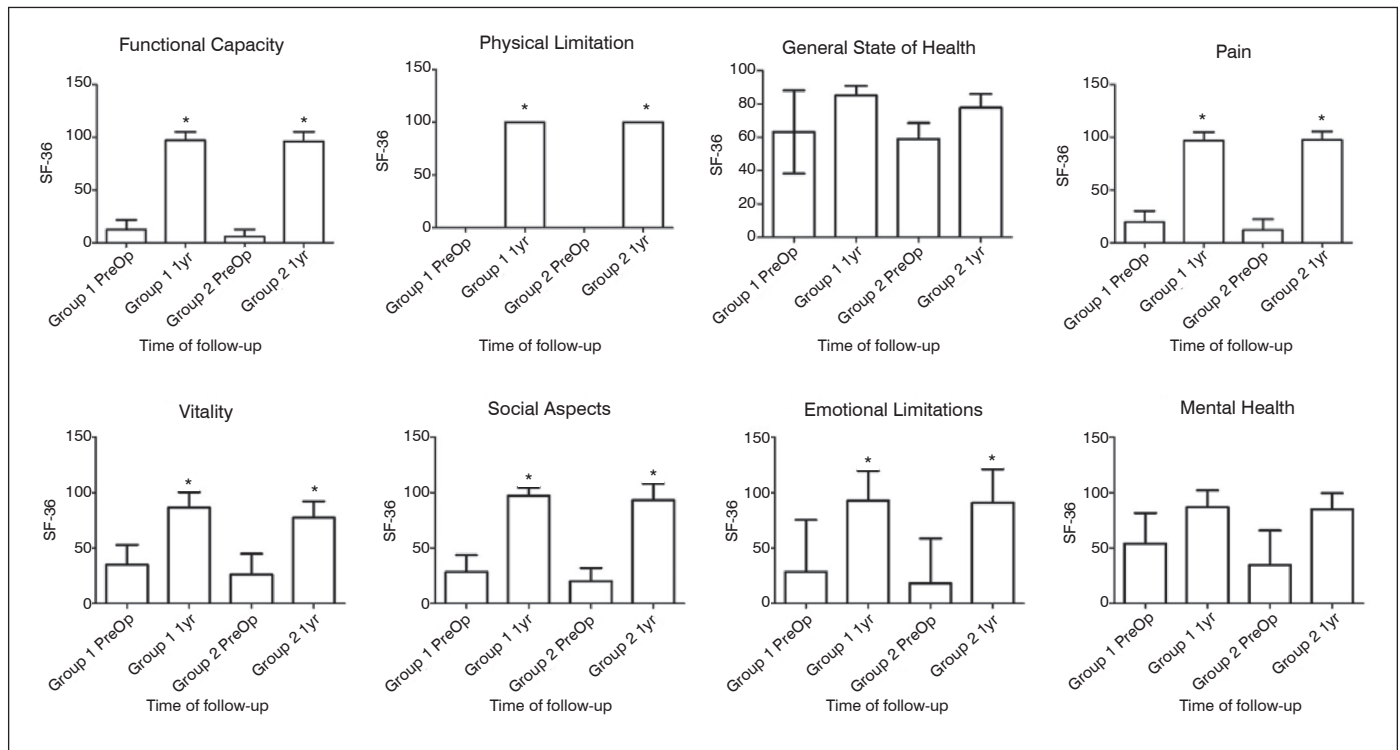 Functional Capacity
SF-36
150
100
50
0
*
*
Group 1 PreOp
Group 1 1yr
Group 2 PreOp
Group 2 1yr
Time of follow-up
Physical Limitation
SF-36
150
100
50
0
*
*
Group 1 PreOp
Group 1 1yr
Group 2 PreOp
Group 2 1yr
Time of follow-up
General State of Health
SF-36
100
80
60
40
20
0
Group 1 PreOp
Group 1 1yr
Group 2 PreOp
Group 2 1yr
Time of follow-up
Pain
SF-36
150
100
50
0
*
*
Group 1 PreOp
Group 1 1yr
Group 2 PreOp
Group 2 1yr
Time of follow-up
Vitality
SF-36
150
100
50
0
*
*
Group 1 PreOp
Group 1 1yr
Group 2 PreOp
Group 2 1yr
Time of follow-up
Social Aspects
SF-36
150
100
50
0
*
*
Group 1 PreOp
Group 1 1yr
Group 2 PreOp
Group 2 1yr
Time of follow-up
Emotional Limitations
SF-36
150
100
50
0
*
*
Group 1 PreOp
Group 1 1yr
Group 2 PreOp
Group 2 1yr
Time of follow-up
Mental Health
SF-36
150
100
50
0
Group 1 PreOp
Group 1 1yr
Group 2 PreOp
Group 2 1yr
Time of follow-up